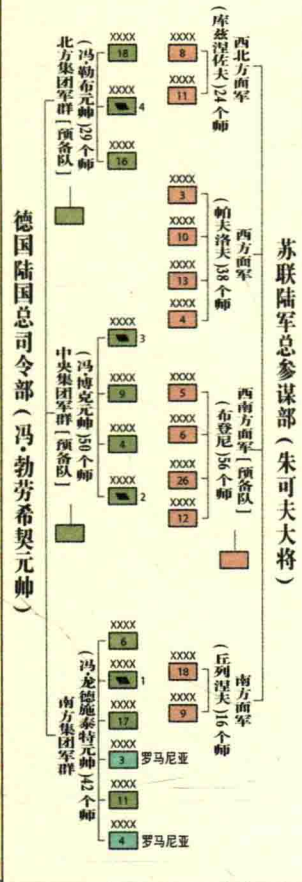 苏联陆军总参谋部(朱可夫大将)
西北方面军
(库兹涅佐夫)24个师
XXXX
8
XXXX
11
西方面军
(帕夫洛夫)38个师
XXXX
3
XXXX
10
XXXX
13
XXXX
4
西南方面军[预备队]
(布登尼)56个师
XXXX
5
XXXX
6
XXXX
26
XXXX
12
南方面军
(丘列涅夫)16个师
XXXX
18
XXXX
9
德国陆国总司令部(冯·勃劳希契元帅)
北方集团军群[预备队]
(冯·勒布元帅)29个师
XXXX
18
XXXX
4
XXXX
16
中央集团军群[预备队]
(冯·博克元帅)50个师
XXXX
3
XXXX
9
XXXX
4
XXXX
2
南方集团军群
(冯·龙德施泰特元帅)42个师
XXXX
6
XXXX
1
XXXX
17
XXXX
3 罗马尼亚
XXXX
11
XXXX
4 罗马尼亚